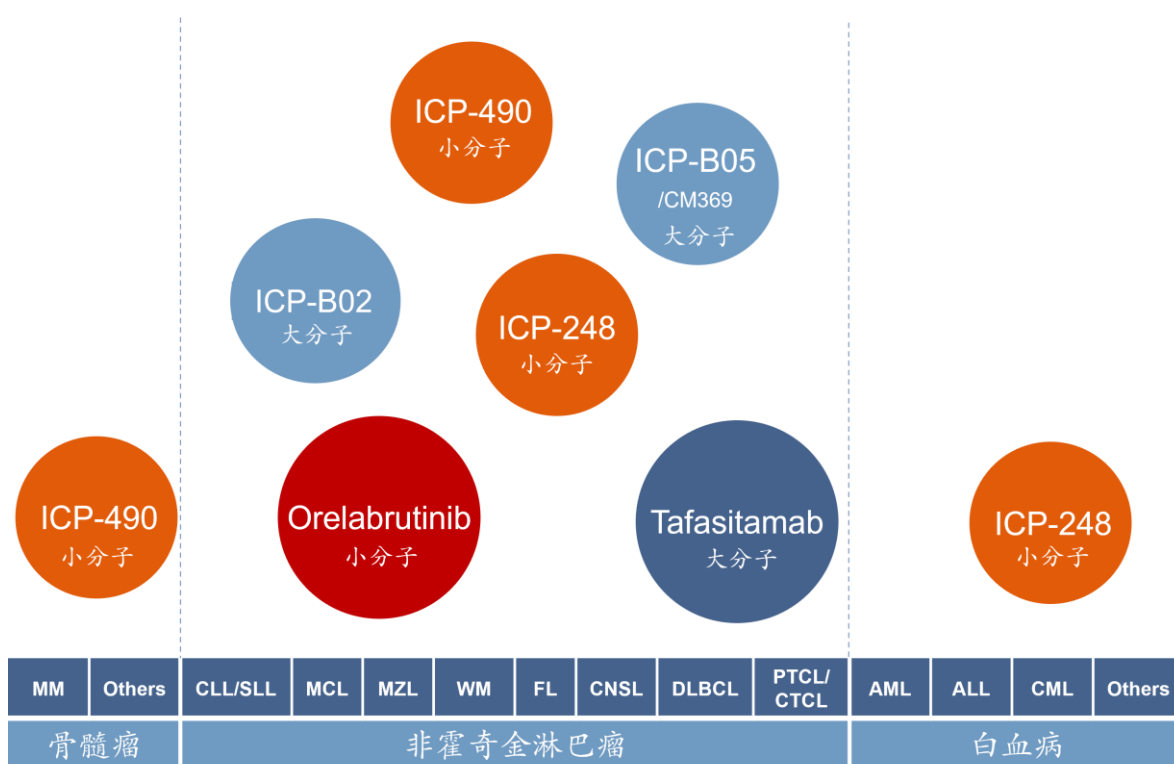 ICP-490
小分子
ICP-B05
/CM369
大分子
ICP-B02
大分子
ICP-248
小分子
ICP-490
小分子
Orelabrutinib
小分子
Tafasitamab
大分子
ICP-248
小分子
MM
Others
CLL/SLL
MCL
MZL
WM
FL
CNSL
DLBCL
PTCL/
CTCL
AML
ALL
CML
Others
骨髓瘤
非霍奇金淋巴瘤
白血病